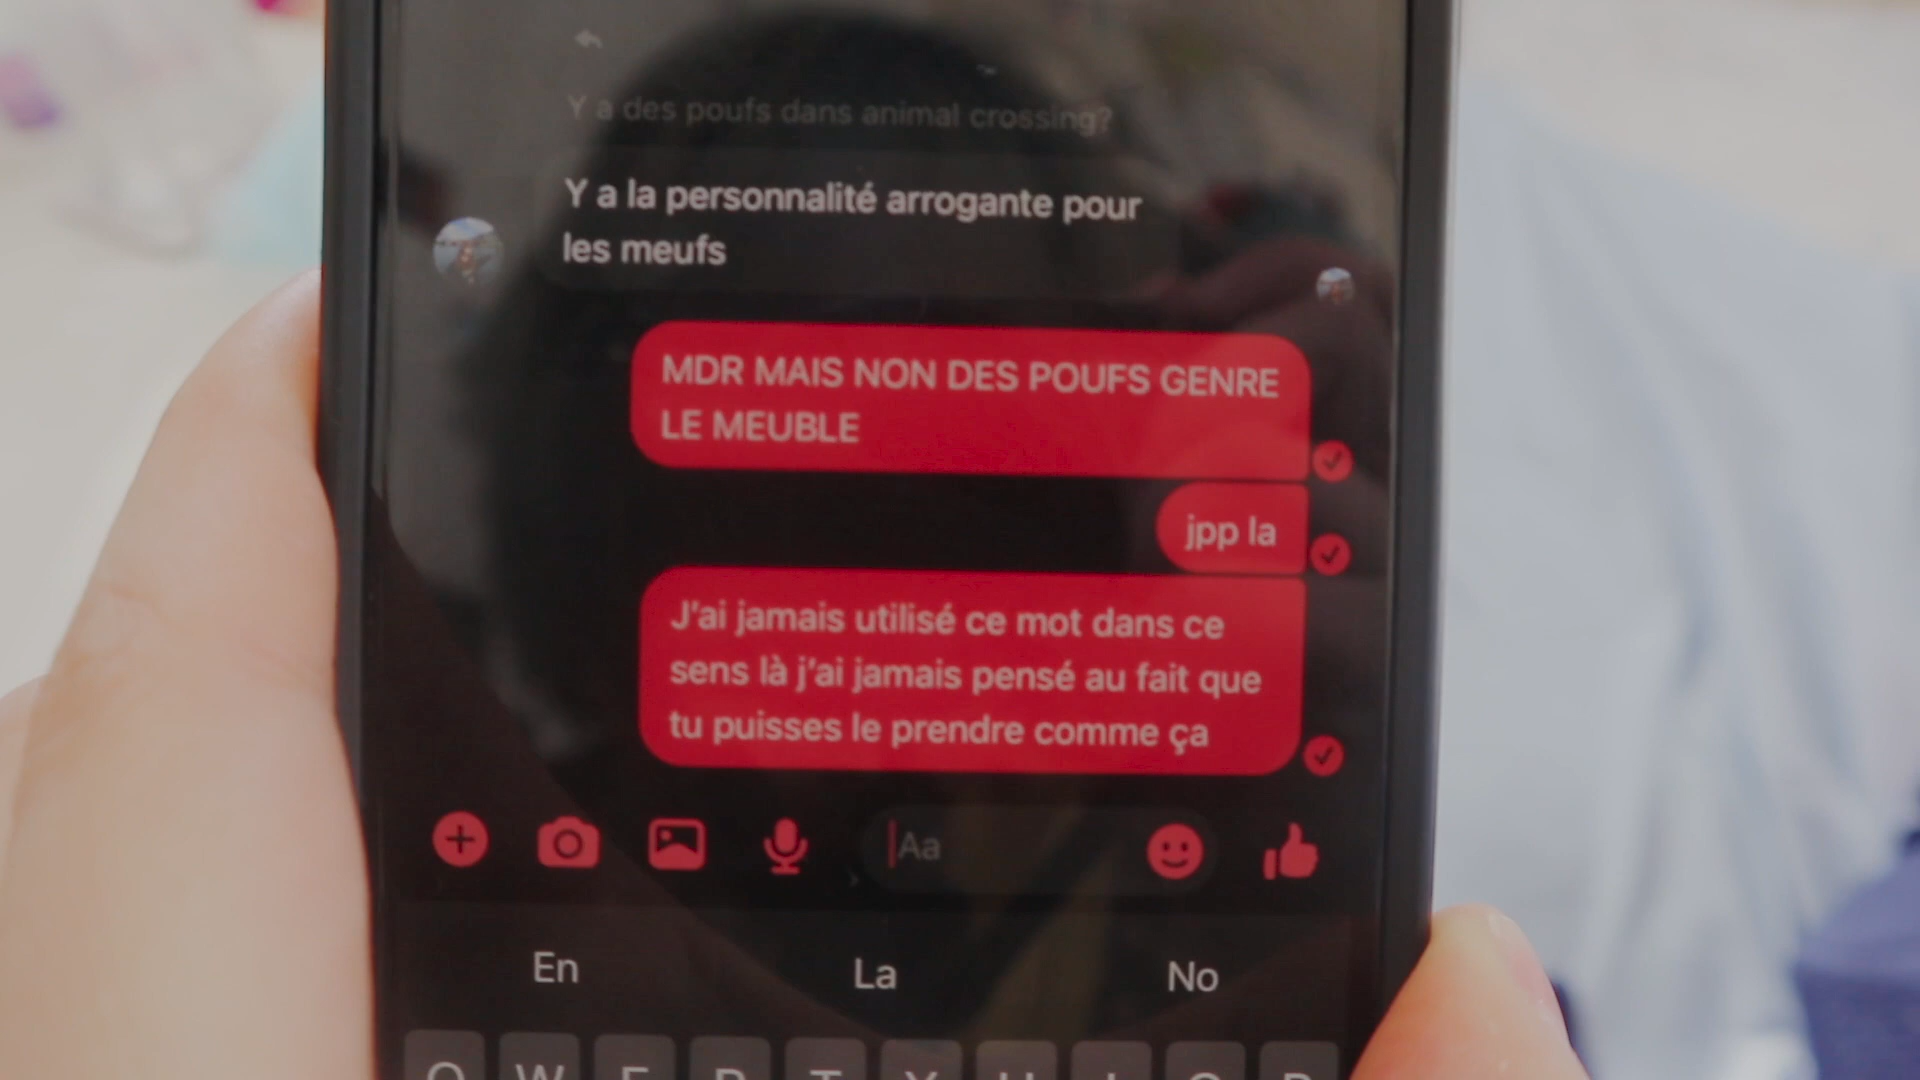 Y a des poufs dans animal crossing?
Y a la personnalité arrogante pour
les meufs
MDR MAIS NON DES POUFS GENRE
LE MEUBLE
jpp la
J'ai jamais utilisé ce mot dans ce
sens là j'ai jamais pensé au fait que
tu puisses le prendre comme ça
Aa
En La No